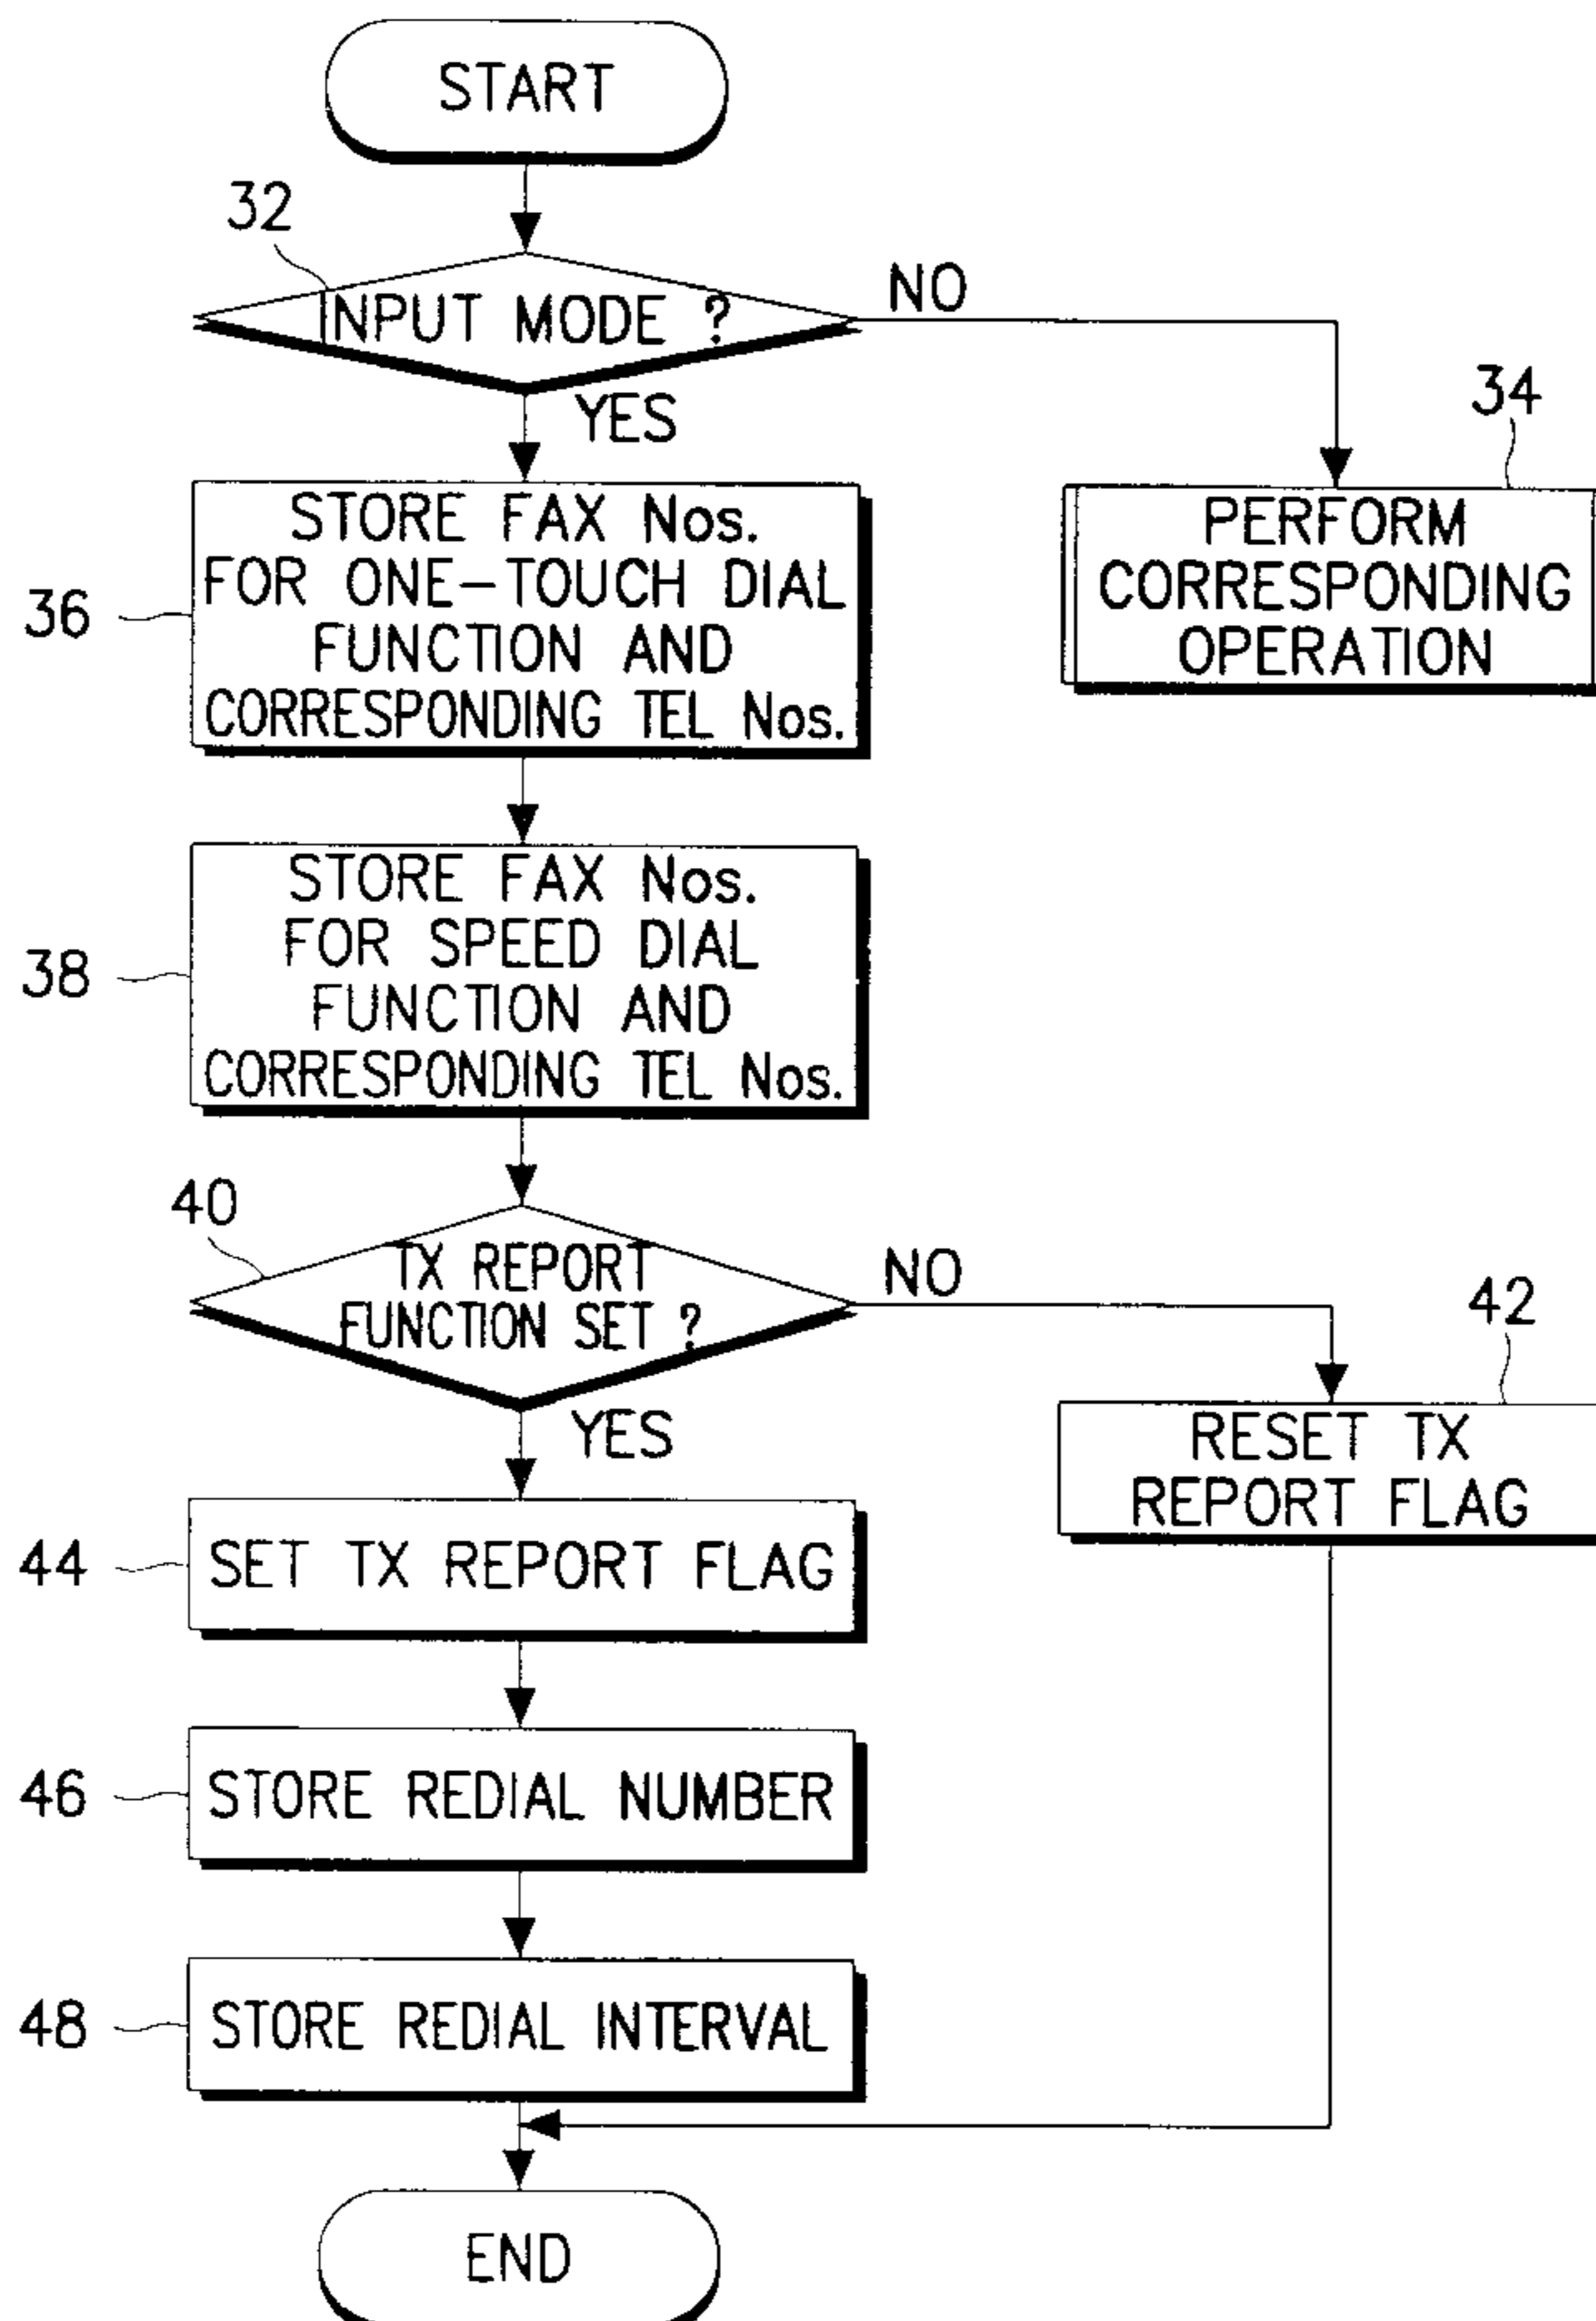 START
32
INPUT MODE ?
NO
YES
34
PERFORM
CORRESPONDING
OPERATION
36
STORE FAX Nos.
FOR ONE-TOUCH DIAL
FUNCTION AND
CORRESPONDING TEL Nos.
38
STORE FAX Nos.
FOR SPEED DIAL
FUNCTION AND
CORRESPONDING TEL Nos.
40
TX REPORT
FUNCTION SET ?
NO
YES
42
RESET TX
REPORT FLAG
44
SET TX REPORT FLAG
46
STORE REDIAL NUMBER
48
STORE REDIAL INTERVAL
END